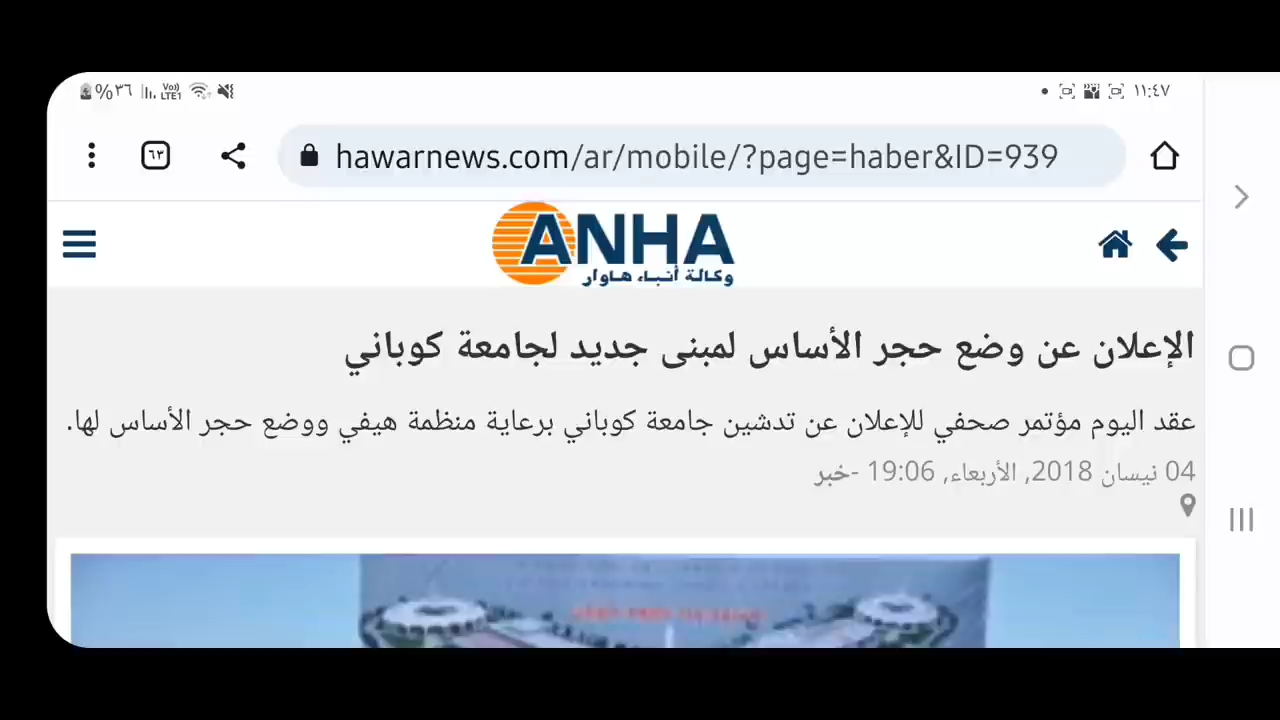 %٣٦ Vo)) LTE1 ١١:٤٧
٦٣ hawarnews.com/ar/mobile/?page=haber&ID=939
ANHA
وكالة أنباء هاوار
الإعلان عن وضع حجر الأساس لمبنى جديد لجامعة كوباني
عقد اليوم مؤتمر صحفي للإعلان عن تدشين جامعة كوباني برعاية منظمة هيفي ووضع حجر الأساس لها.
04 نيسان 2018, الأربعاء, 19:06 -خبر